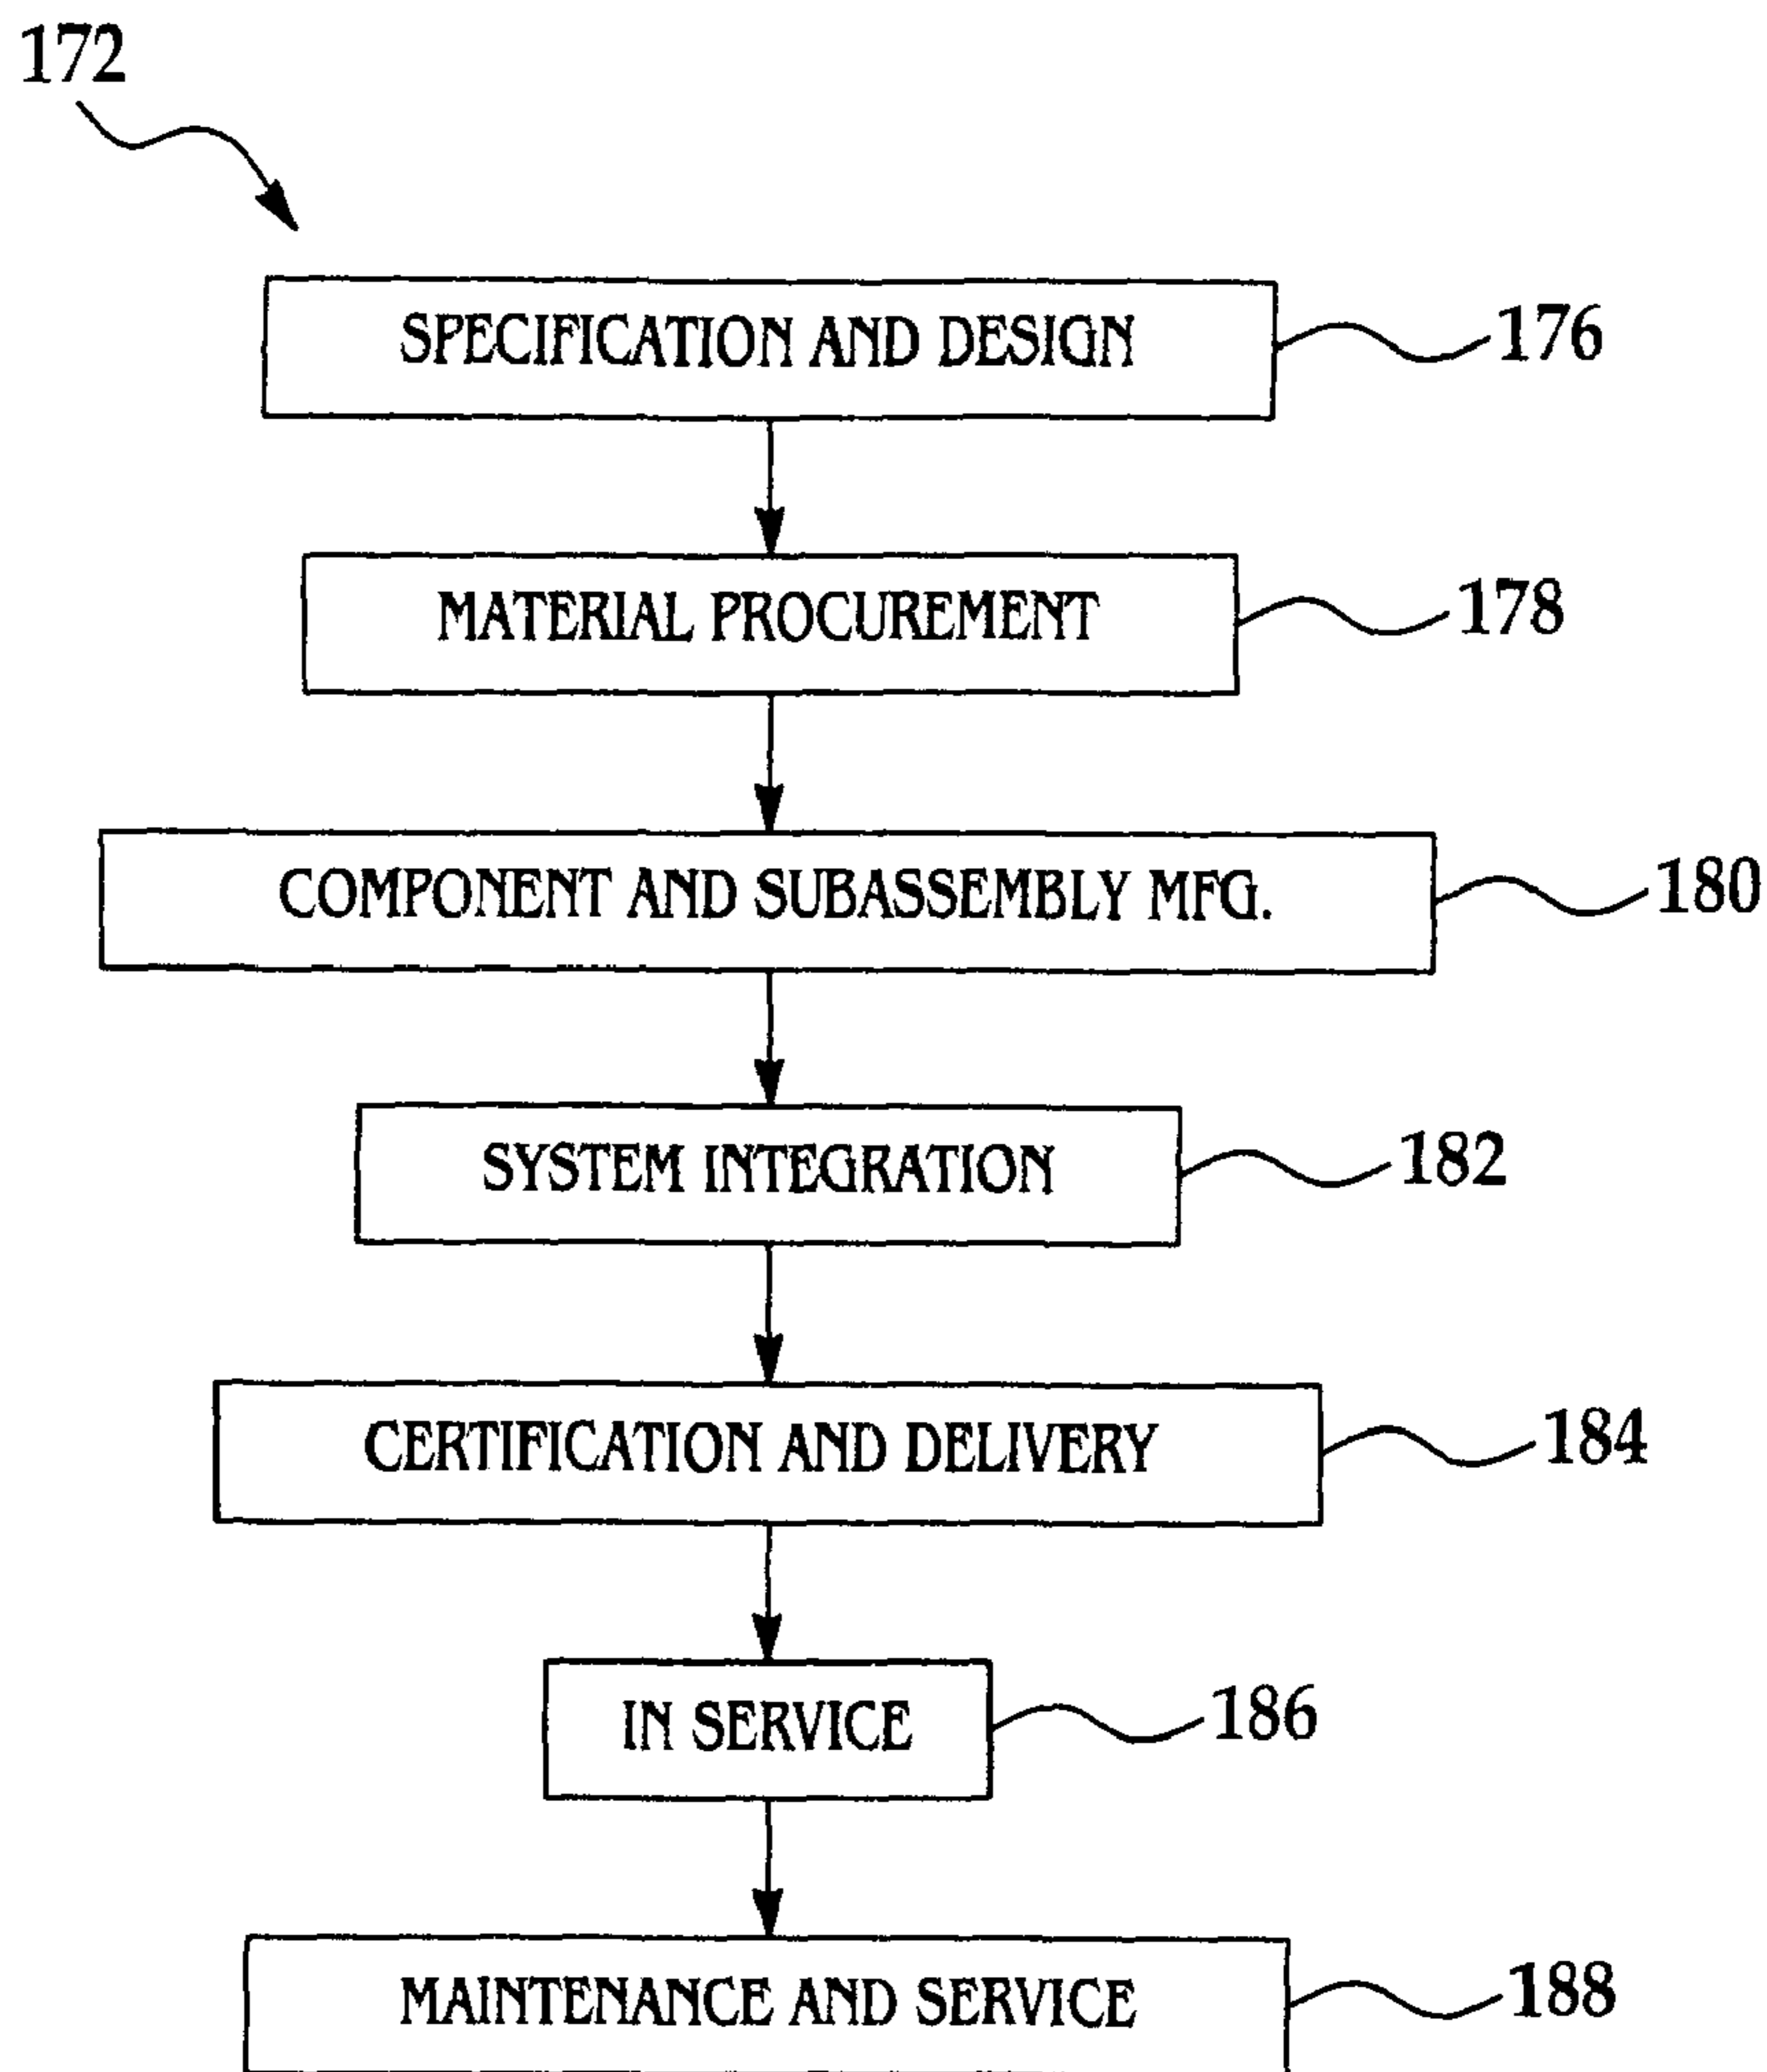 172
SPECIFICATION AND DESIGN 176
MATERIAL PROCUREMENT 178
COMPONENT AND SUBASSEMBLY MFG. 180
SYSTEM INTEGRATION 182
CERTIFICATION AND DELIVERY 184
IN SERVICE 186
MAINTENANCE AND SERVICE 188